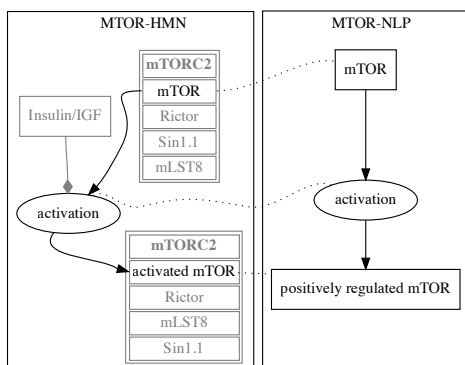 MTOR-HMN
mTORC2
mTOR
Rictor
Sin1.1
mLST8
Insulin/IGF
activation
mTORC2
activated mTOR
Rictor
mLST8
Sin1.1
MTOR-NLP
mTOR
activation
positively regulated mTOR